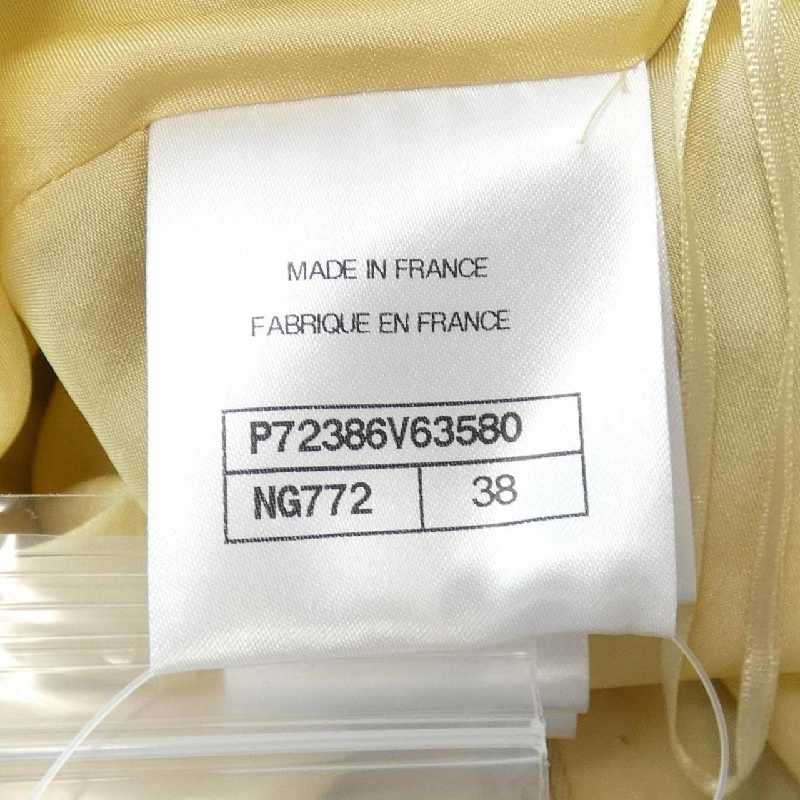 MADE IN FRANCE
FABRIQUE EN FRANCE
P72386V63580
NG772 38